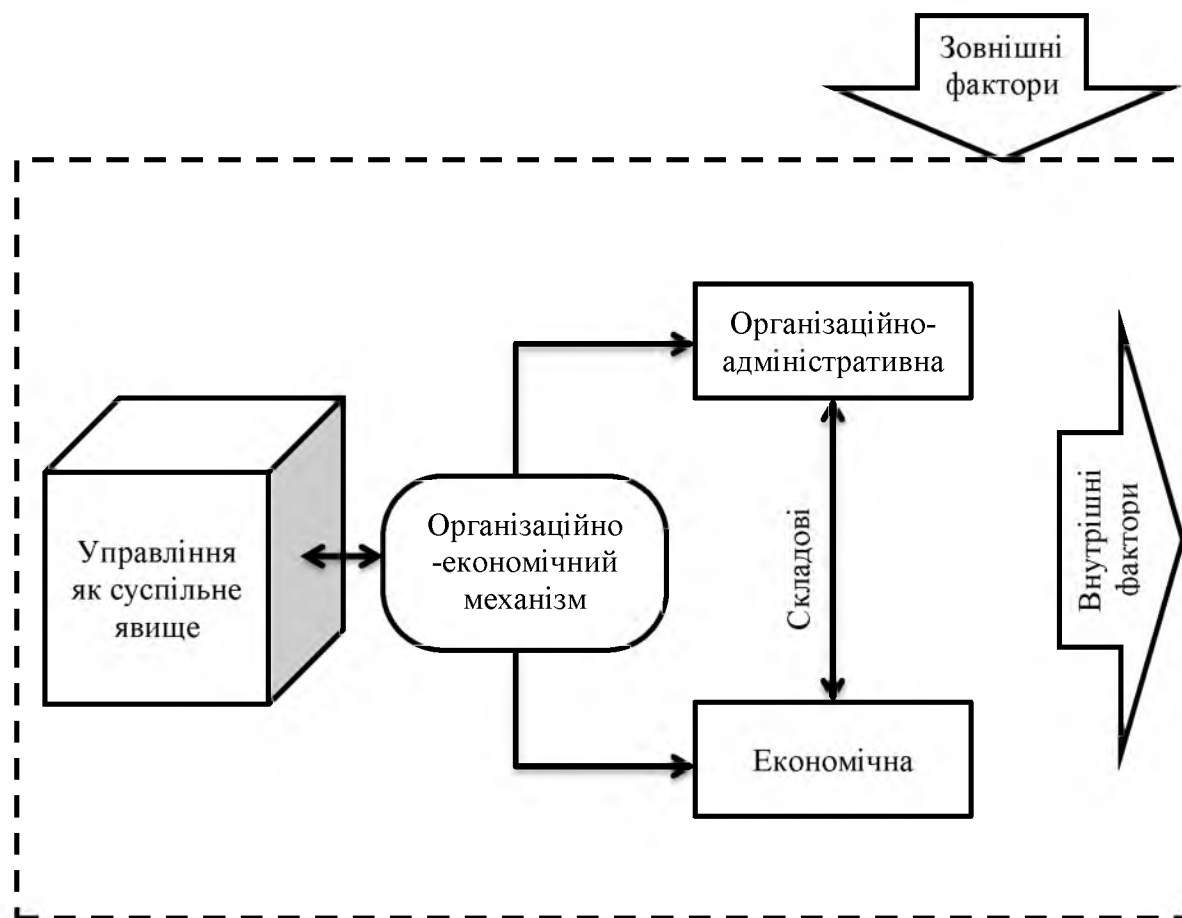 Зовнішні
фактори
Організаційно-
адміністративна
Управління
як суспільне
явище
Організаційно
-економічний
механізм
Складові
Внутрішні
фактори
Економічна